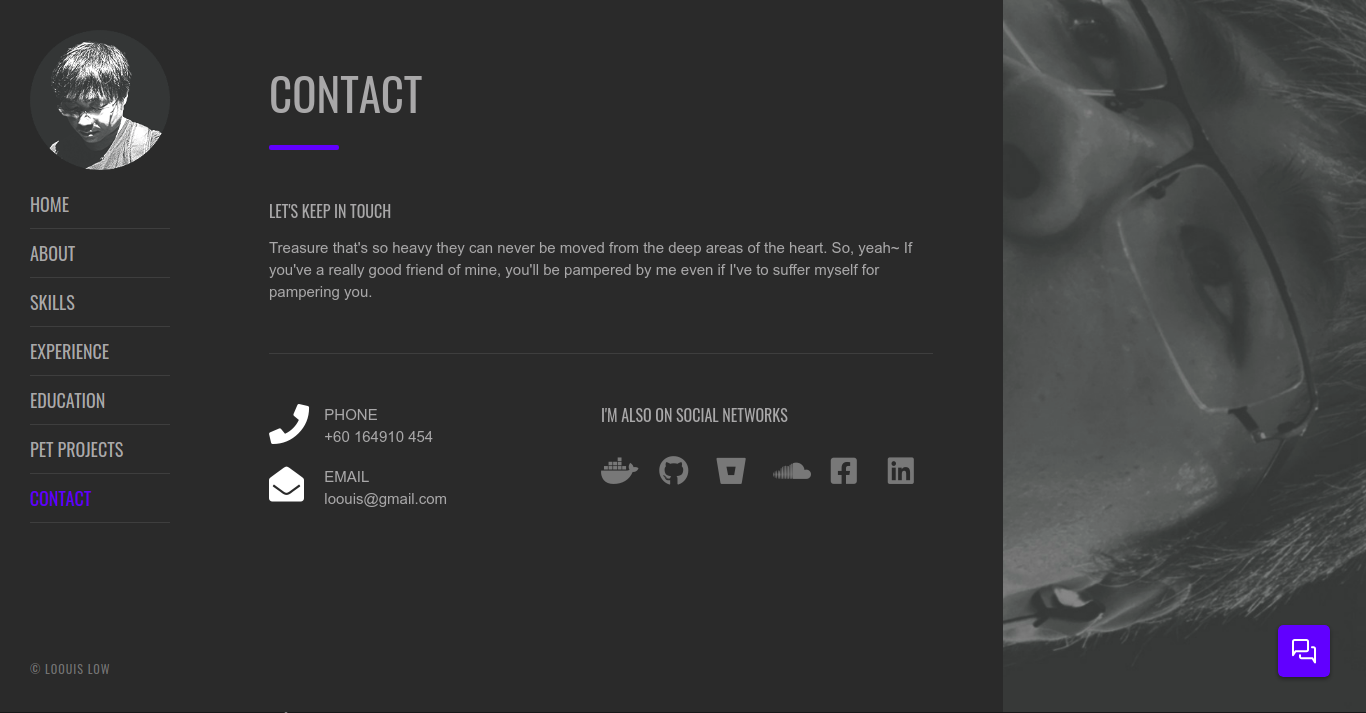 HOME
ABOUT
SKILLS
EXPERIENCE
EDUCATION
PET PROJECTS
CONTACT
© LOOUIS LOW
CONTACT
LET'S KEEP IN TOUCH
Treasure that's so heavy they can never be moved from the deep areas of the heart. So, yeah~ If
you've a really good friend of mine, you'll be pampered by me even if I've to suffer myself for
pampering you.
PHONE
+60 164910 454
EMAIL
loouis@gmail.com
I'M ALSO ON SOCIAL NETWORKS